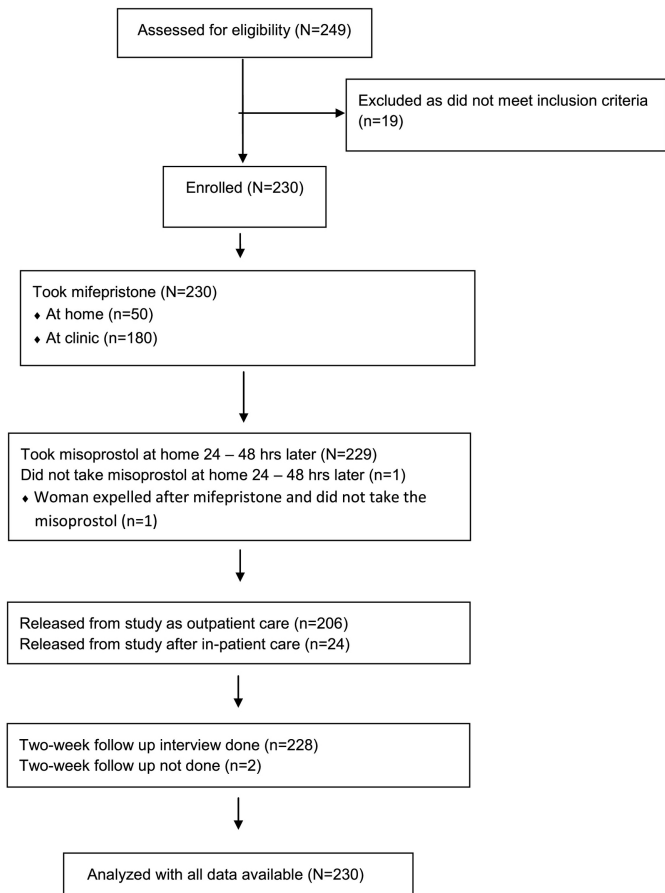 Assessed for eligibility (N=249)
Excluded as did not meet inclusion criteria
(n=19)
Enrolled (N=230)
Took mifepristone (N=230)
♦ At home (n=50)
♦ At clinic (n=180)
Took misoprostol at home 24 – 48 hrs later (N=229)
Did not take misoprostol at home 24 – 48 hrs later (n=1)
♦ Woman expelled after mifepristone and did not take the
misoprostol (n=1)
Released from study as outpatient care (n=206)
Released from study after in-patient care (n=24)
Two-week follow up interview done (n=228)
Two-week follow up not done (n=2)
Analyzed with all data available (N=230)